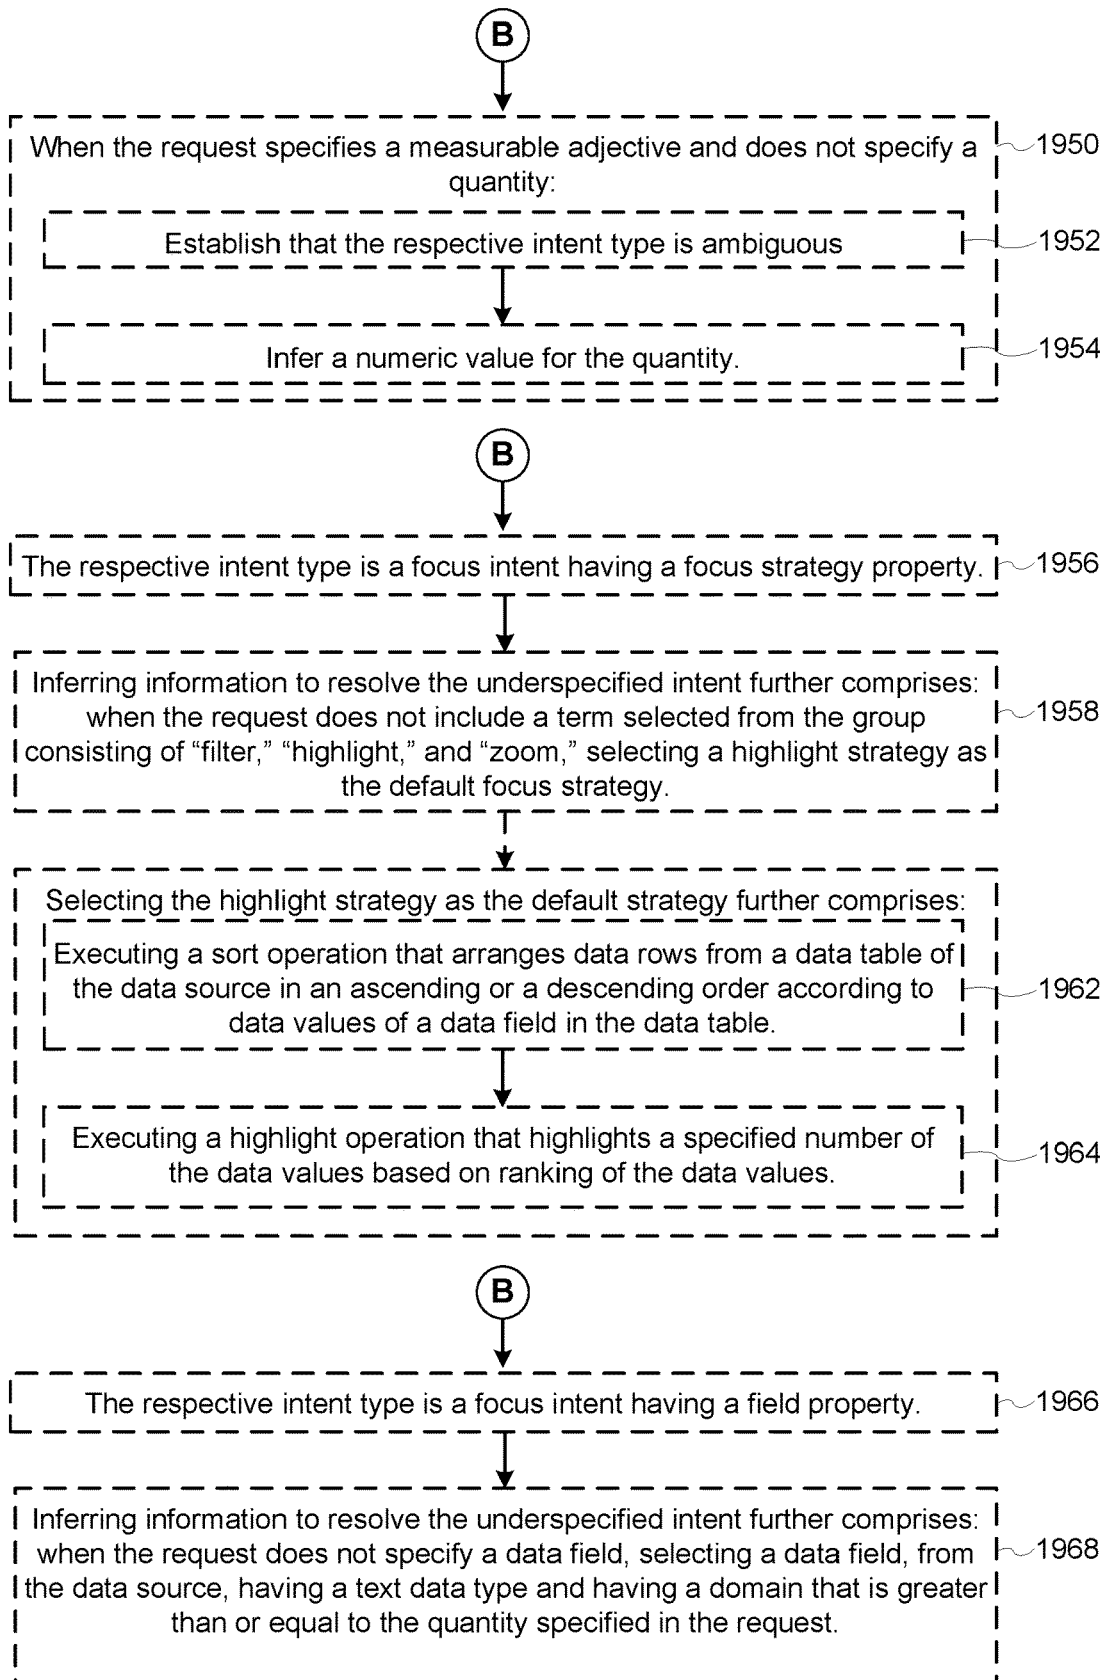 B
When the request specifies a measurable adjective and does not specify a
quantity:
1950
Establish that the respective intent type is ambiguous
1952
Infer a numeric value for the quantity.
1954
B
The respective intent type is a focus intent having a focus strategy property.
1956
Inferring information to resolve the underspecified intent further comprises:
when the request does not include a term selected from the group
consisting of “filter,” “highlight,” and “zoom,” selecting a highlight strategy as
the default focus strategy.
1958
Selecting the highlight strategy as the default strategy further comprises:
Executing a sort operation that arranges data rows from a data table of
the data source in an ascending or a descending order according to
data values of a data field in the data table.
1962
Executing a highlight operation that highlights a specified number of
the data values based on ranking of the data values.
1964
B
The respective intent type is a focus intent having a field property.
1966
Inferring information to resolve the underspecified intent further comprises:
when the request does not specify a data field, selecting a data field, from
the data source, having a text data type and having a domain that is greater
than or equal to the quantity specified in the request.
1968